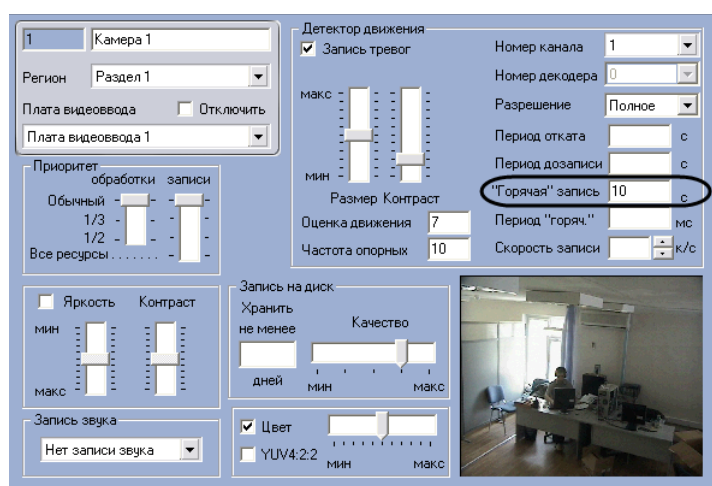 1 Камера 1
Регион Раздел 1
Плата видеоввода Отключить
Плата видеоввода 1
Приоритет
обработки записи
Обычный
1/3
1/2
Все ресурсы
Детектор движения
Запись тревог
макс
мин
Размер Контраст
Оценка движения 7
Частота опорных 10
Номер канала 1
Номер декодера 0
Разрешение Полное
Период отката с
Период дозаписи с
"Горячая" запись 10 с
Период "горяч." мс
Скорость записи к/с
Яркость Контраст
мин
макс
Запись на диск
Хранить
не менее
дней
Качество
мин макс
Запись звука
Нет записи звука
Цвет
YUV4:2:2
мин макс